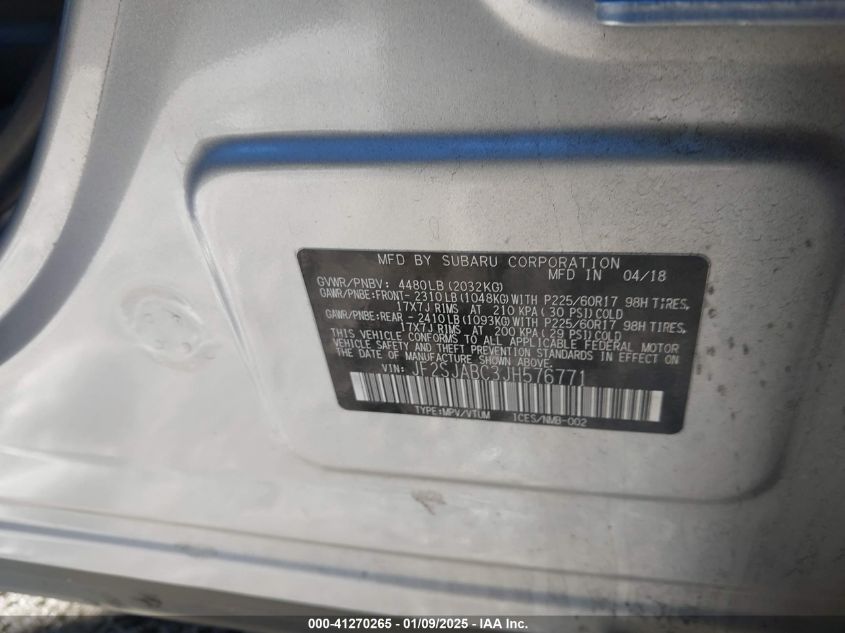 MFD BY SUBARU CORPORATION
MFD IN 04/18
GVWR/PNBV: 4480LB (2032KG)
GAWR/PNBE:FRONT- 2310LB(1048KG)WITH P225/60R17 98H TIRES,
17X7J RIMS AT 210 KPA(30 PSI)COLD
GAWR/PNBE:REAR - 2410LB(1093KG)WITH P225/60R17 98H TIRES,
17X7J RIMS AT 200 KPA(29 PSI)COLD
THIS VEHICLE CONFORMS TO ALL APPLICABLE FEDERAL MOTOR
VEHICLE SAFETY AND THEFT PREVENTION STANDARDS IN EFFECT ON
THE DATE OF MANUFACTURE SHOWN ABOVE.
VIN: JF2SJABC3JH576771
TYPE:MPV/VTUM ICES/NMB-002
000-41270265 - 01/09/2025 - IAA Inc.